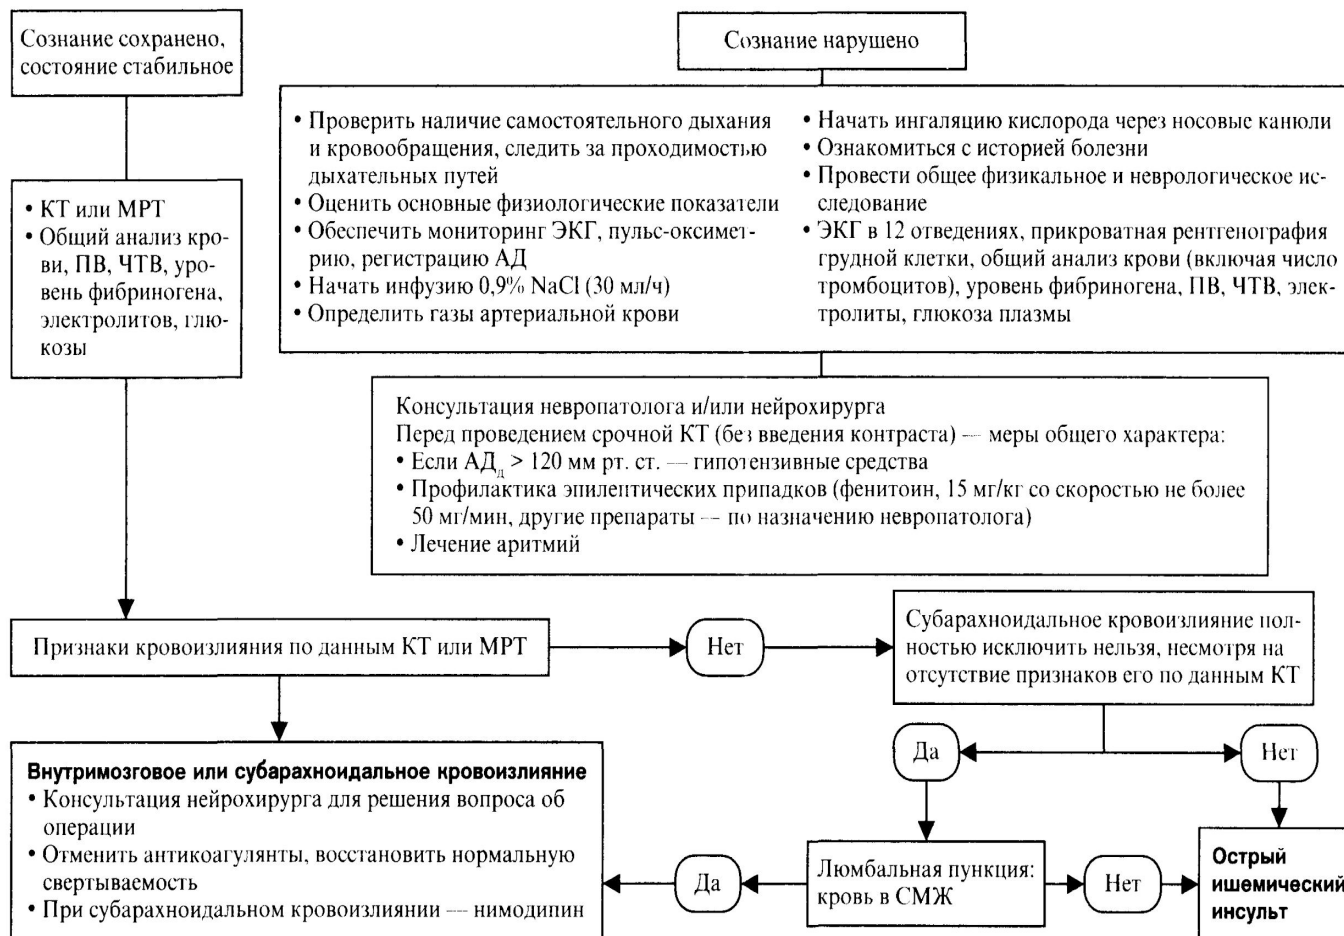 Сознание сохранено,
состояние стабильное
Сознание нарушено
• КТ или МРТ
• Общий анализ кро-
ви, ПВ, ЧТВ, уро-
вень фибриногена,
электролитов, глю-
козы
• Проверить наличие самостоятельного дыхания
и кровообращения, следить за проходимостью
дыхательных путей
• Оценить основные физиологические показатели
• Обеспечить мониторинг ЭКГ, пульс-оксимет-
рию, регистрацию АД
• Начать инфузию 0,9% NaCl (30 мл/ч)
• Определить газы артериальной крови
• Начать ингаляцию кислорода через носовые канюли
• Ознакомиться с историей болезни
• Провести общее физикальное и неврологическое ис-
следование
• ЭКГ в 12 отведениях, прикроватная рентгенография
грудной клетки, общий анализ крови (включая число
тромбоцитов), уровень фибриногена, ПВ, ЧТВ, элек-
тролиты, глюкоза плазмы
Консультация невропатолога и/или нейрохирурга
Перед проведением срочной КТ (без введения контраста) — меры общего характера:
• Если АДд > 120 мм рт. ст. — гипотензивные средства
• Профилактика эпилептических припадков (фенитоин, 15 мг/кг со скоростью не более
50 мг/мин, другие препараты — по назначению невропатолога)
• Лечение аритмий
Признаки кровоизлияния по данным КТ или МРТ
Нет
Субарахноидальное кровоизлияние пол-
ностью исключить нельзя, несмотря на
отсутствие признаков его по данным КТ
Да
Нет
Внутримозговое или субарахноидальное кровоизлияние
• Консультация нейрохирурга для решения вопроса об
операции
• Отменить антикоагулянты, восстановить нормальную
свертываемость
• При субарахноидальном кровоизлиянии — нимодипин
Да
Люмбальная пункция:
кровь в СМЖ
Нет
Острый
ишемический
инсульт